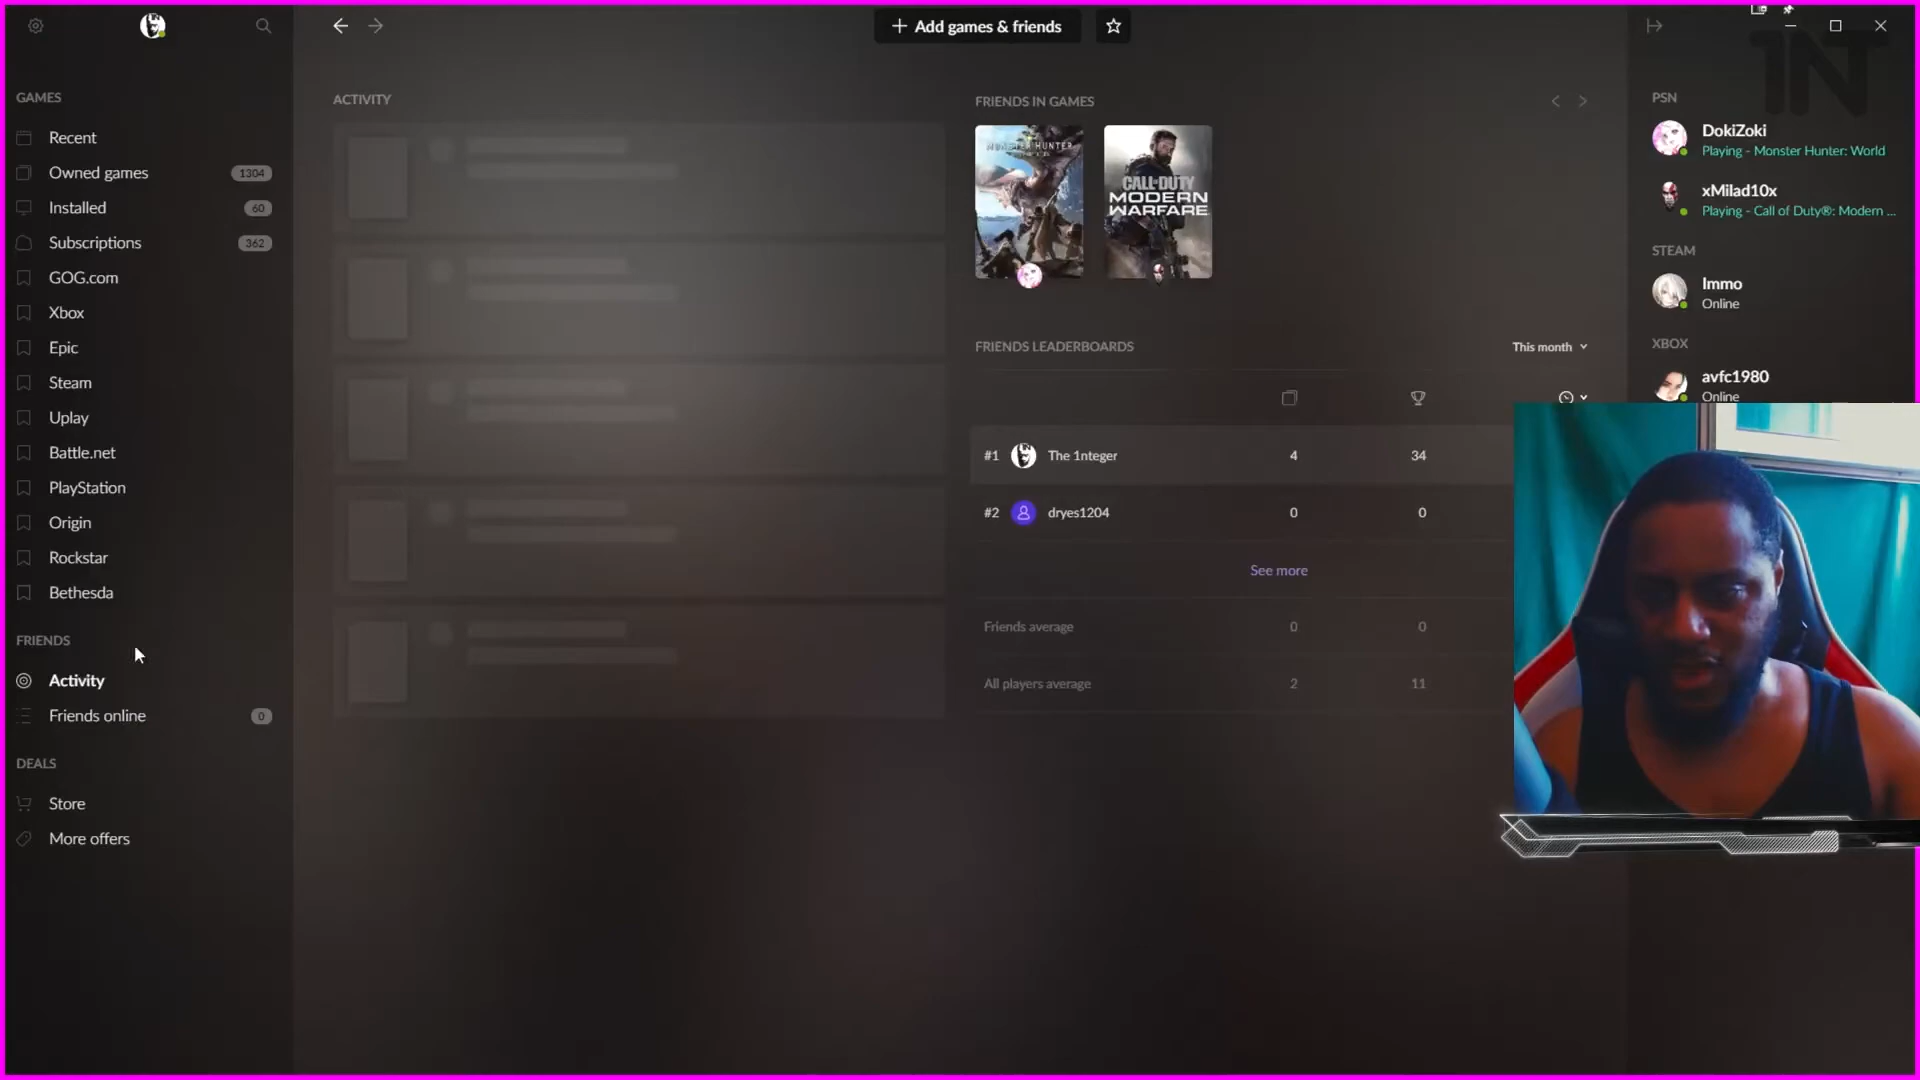 + Add games & friends
1NT
GAMES
Recent
Owned games 1304
Installed 60
Subscriptions 362
GOG.com
Xbox
Epic
Steam
Uplay
Battle.net
PlayStation
Origin
Rockstar
Bethesda
FRIENDS
Activity
Friends online 0
DEALS
Store
More offers
ACTIVITY
FRIENDS IN GAMES
MONSTER HUNTER
CALL OF DUTY
MODERN
WARFARE
FRIENDS LEADERBOARDS This month
#1 The 1nteger 4 34
#2 dryes1204 0 0
See more
Friends average 0 0
All players average 2 11
PSN
DokiZoki
Playing - Monster Hunter: World
xMilad10x
Playing - Call of Duty®: Modern ...
STEAM
Immo
Online
XBOX
avfc1980
Online